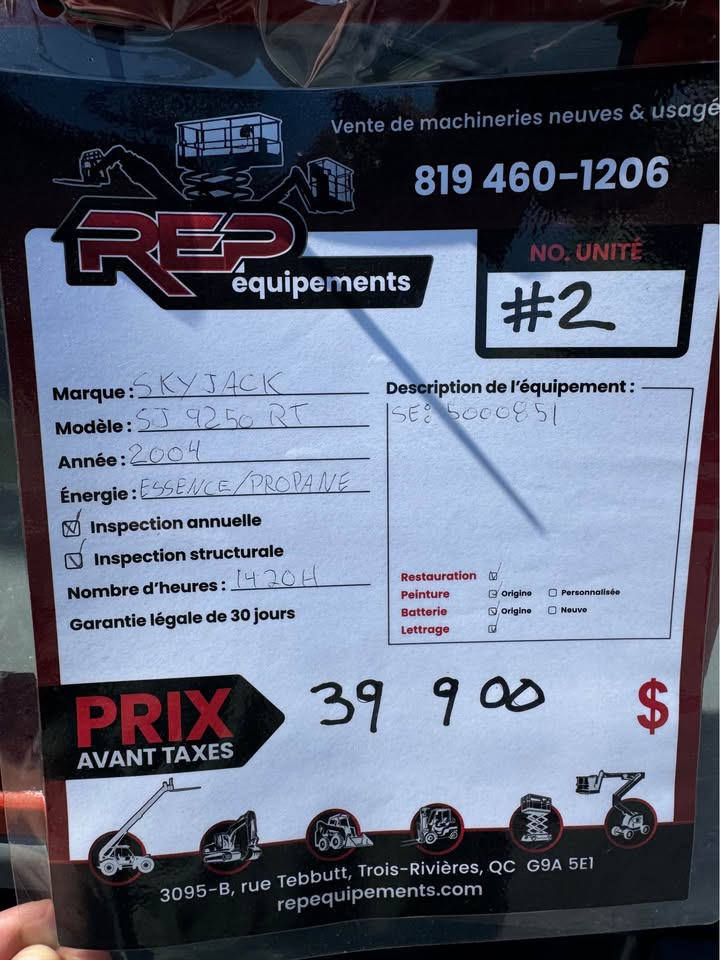 Vente de machineries neuves & usagé
819 460-1206
REP
équipements
NO. UNITÉ
#2
Marque : SKYJACK
Modèle : SJ 9250 RT
Année : 2004
Énergie : ESSENCE/PROPANE
Inspection annuelle
Inspection structurale
Nombre d'heures : 1420H
Garantie légale de 30 jours
Description de l'équipement :
SE: 5000851
Restauration
Peinture Origine Personnalisée
Batterie Origine Neuve
Lettrage
PRIX 39 900 $
AVANT TAXES
3095-B, rue Tebbutt, Trois-Rivières, QC G9A 5E1
repequipements.com